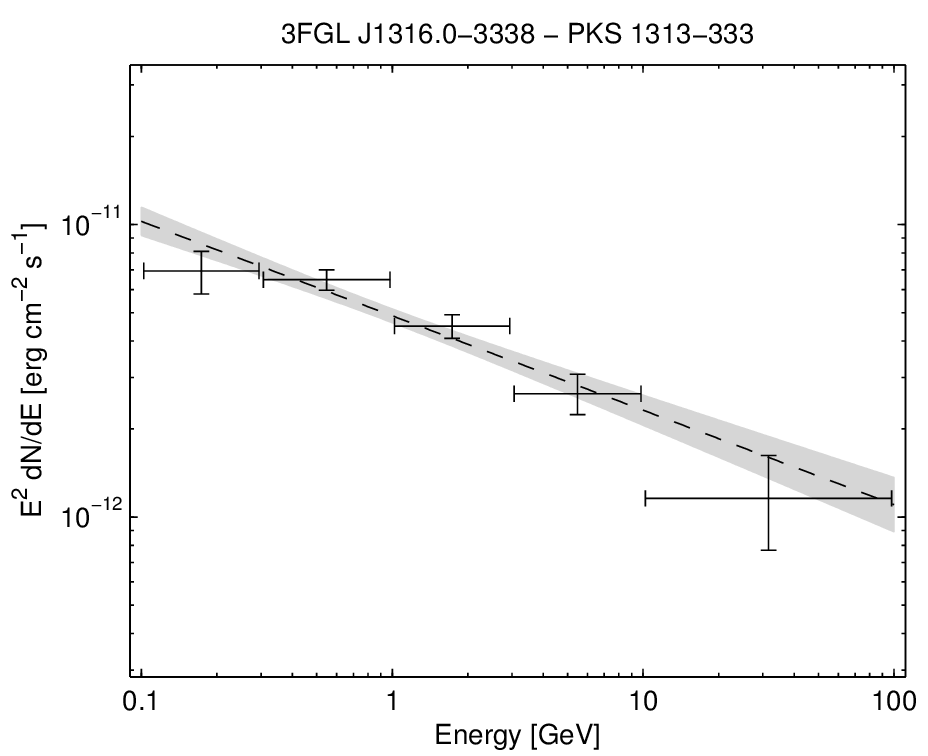 3FGL J1316.0−3338 − PKS 1313−333
E² dN/dE [erg cm⁻² s⁻¹]
10⁻¹¹
10⁻¹²
0.1 1 10 100
Energy [GeV]